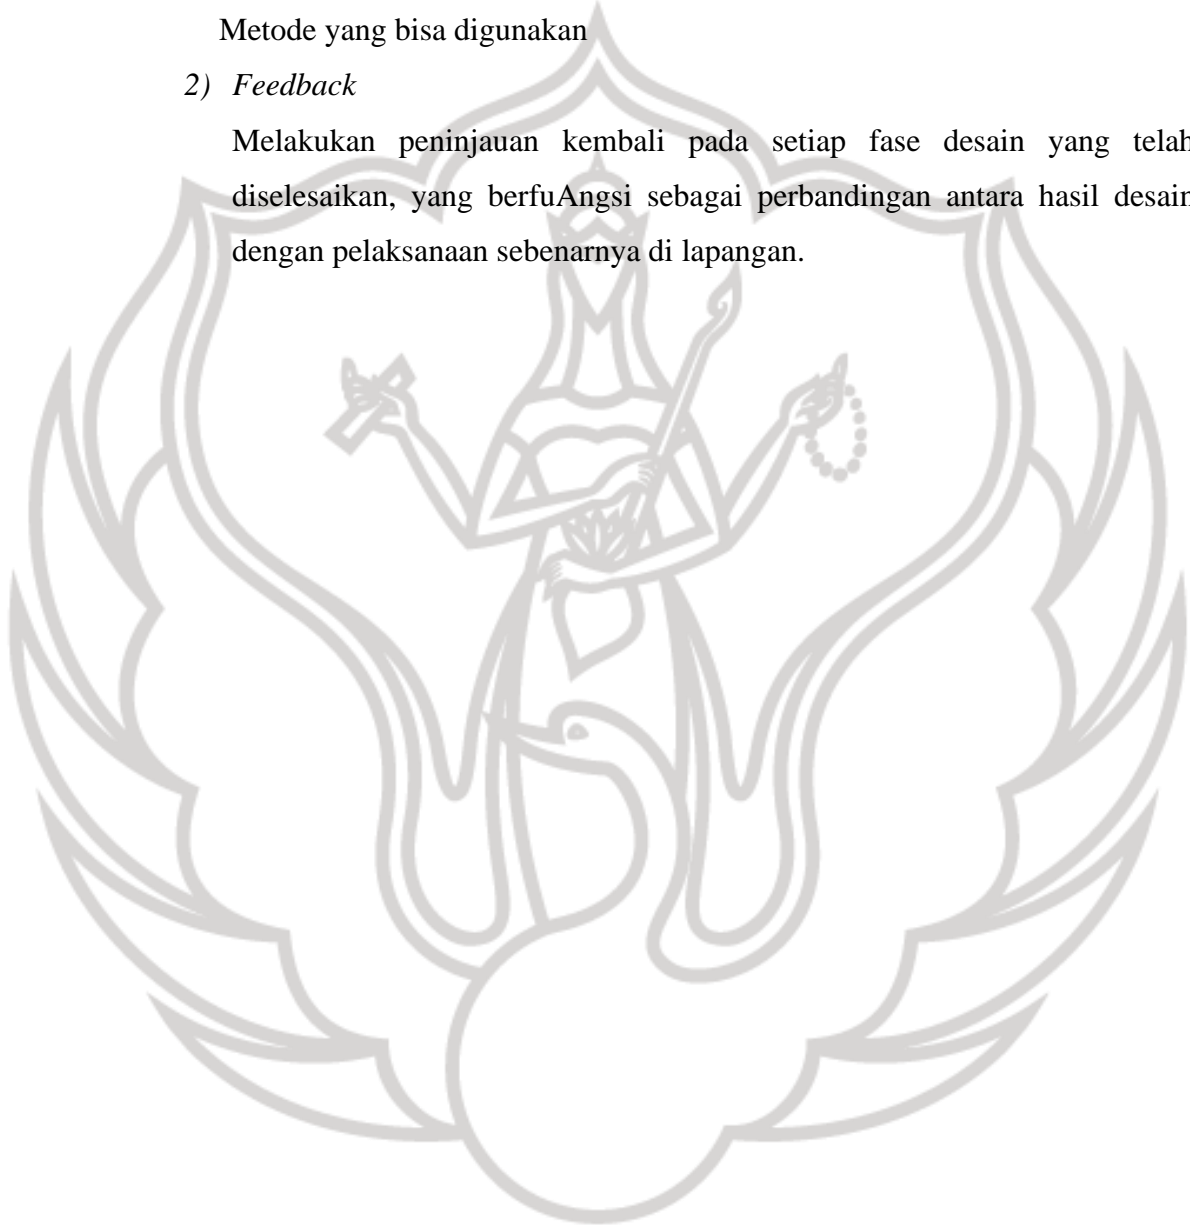 Metode yang bisa digunakan
2) Feedback
Melakukan peninjauan kembali pada setiap fase desain yang telah
diselesaikan, yang berfuAngsi sebagai perbandingan antara hasil desain
dengan pelaksanaan sebenarnya di lapangan.